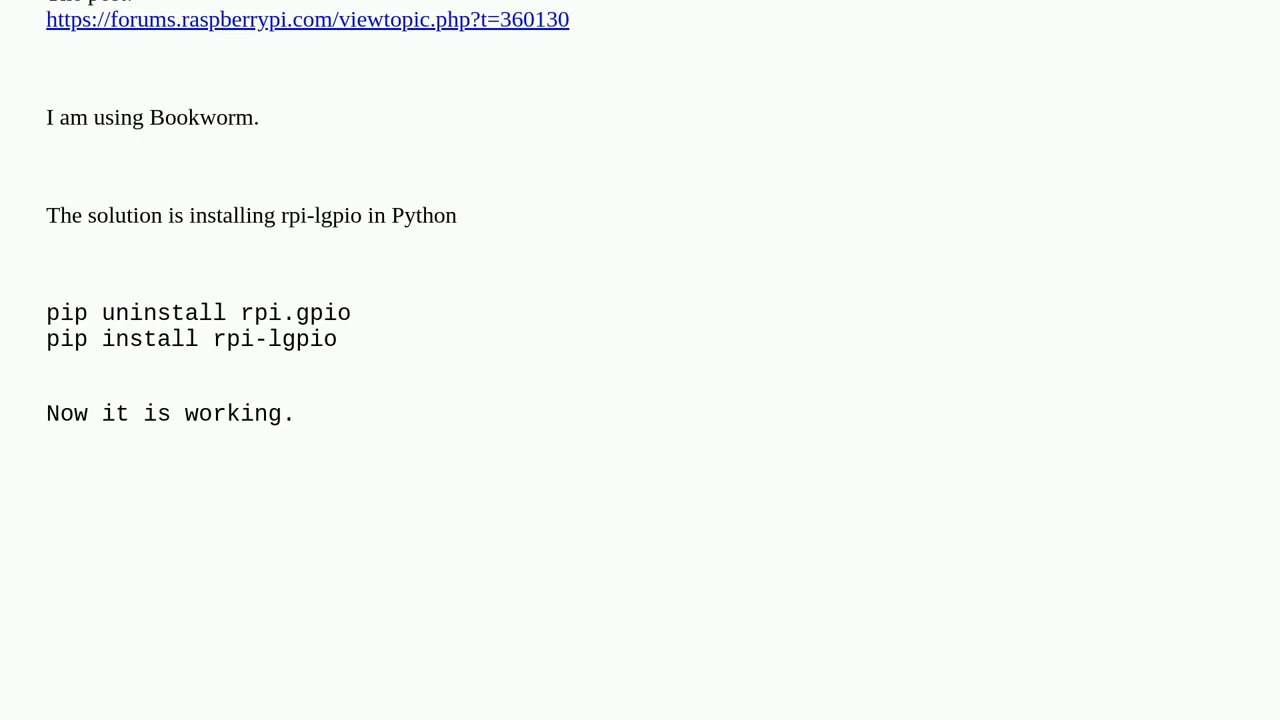 https://forums.raspberrypi.com/viewtopic.php?t=360130
I am using Bookworm.
The solution is installing rpi-lgpio in Python
pip uninstall rpi.gpio
pip install rpi-lgpio
Now it is working.